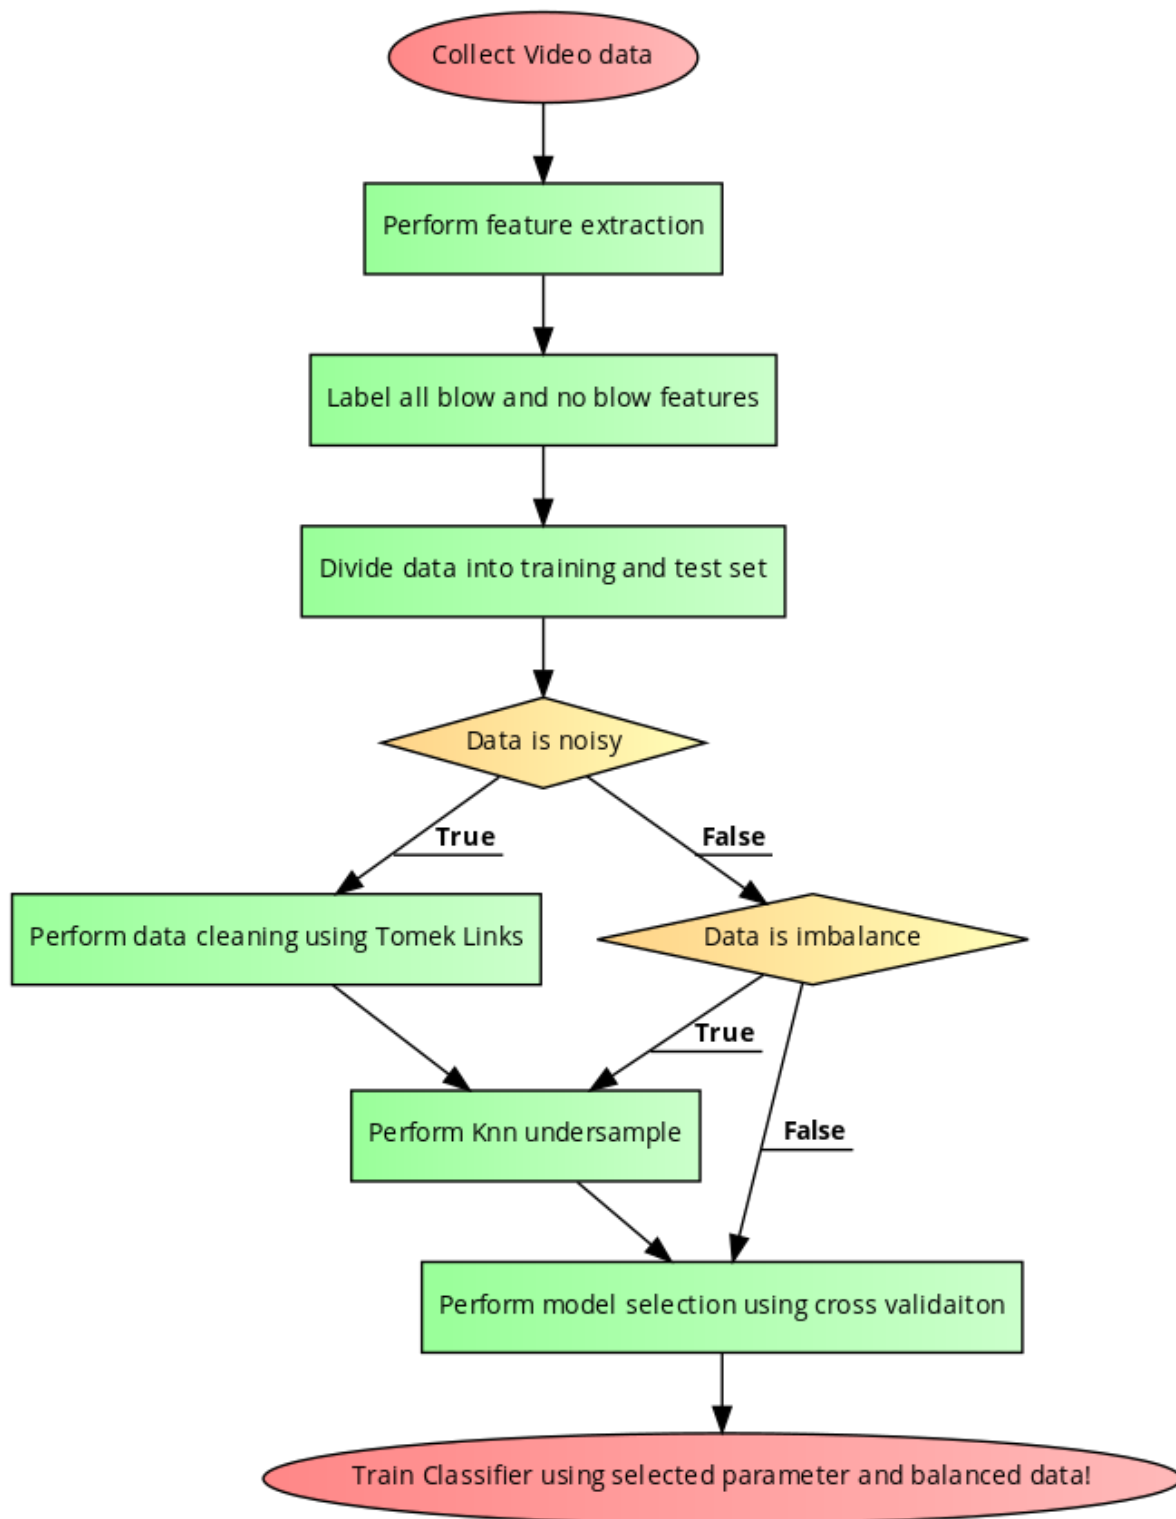 Collect Video data
Perform feature extraction
Label all blow and no blow features
Divide data into training and test set
Data is noisy
True
False
Perform data cleaning using Tomek Links
Data is imbalance
True
Perform Knn undersample
False
Perform model selection using cross validaiton
Train Classifier using selected parameter and balanced data!